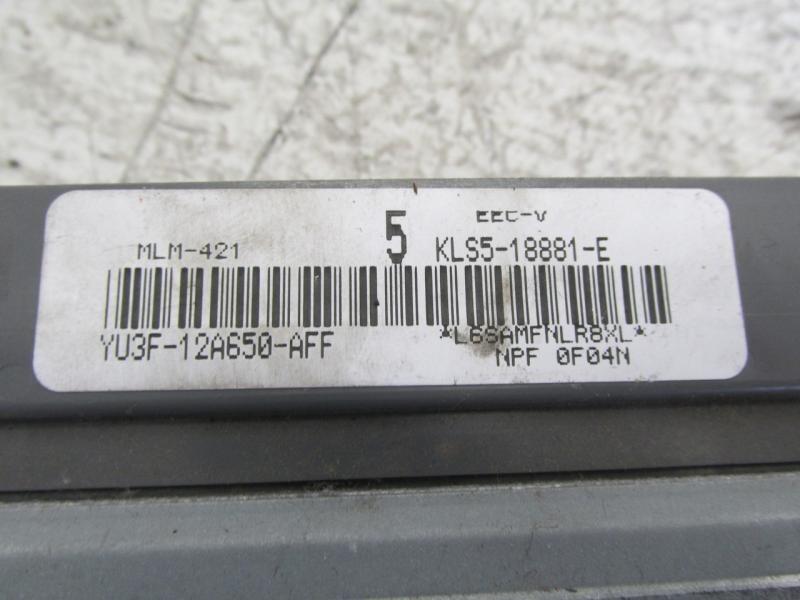 EEC-V
MLM-421
5
KLS5-18881-E
YU3F-12A650-AFF
*L6SAMFNLR8XL*
NPF 0F04N